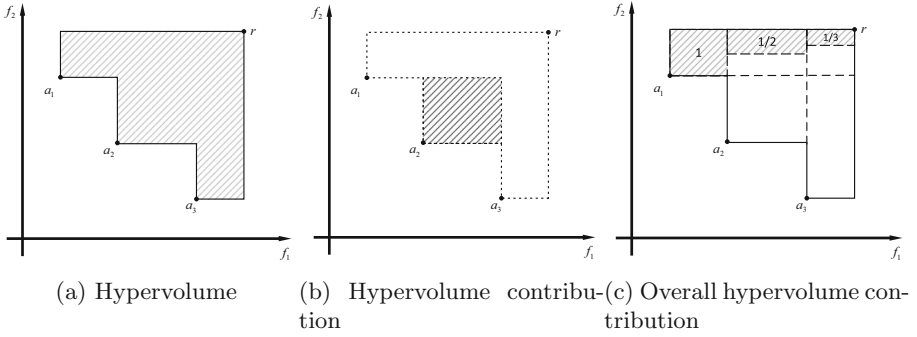 f2
r
a1
a2
a3
f1
(a) Hypervolume
f2
r
a1
a2
a3
f1
(b) Hypervolume contribu-
tion
f2
1
1/2
1/3
r
a1
a2
a3
f1
(c) Overall hypervolume con-
tribution